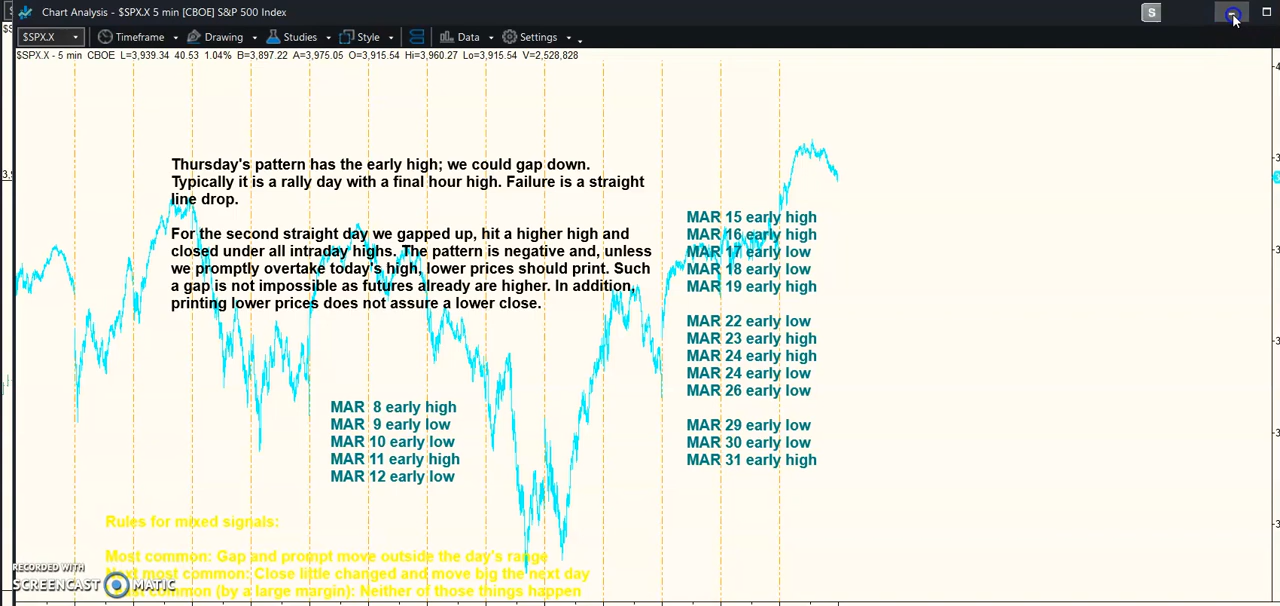 Chart Analysis - $SPX.X 5 min [CBOE] S&P 500 Index
S
$SPX.X Timeframe Drawing Studies Style Data Settings
$SPX.X - 5 min CBOE L=3,939.34 40.53 1.04% B=3,897.22 A=3,975.05 O=3,915.54 Hi=3,960.27 Lo=3,915.54 V=2,528,828
Thursday's pattern has the early high; we could gap down.
Typically it is a rally day with a final hour high. Failure is a straight
line drop.
For the second straight day we gapped up, hit a higher high and
closed under all intraday highs. The pattern is negative and, unless
we promptly overtake today's high, lower prices should print. Such
a gap is not impossible as futures already are higher. In addition,
printing lower prices does not assure a lower close.
MAR 15 early high
MAR 16 early high
MAR 17 early low
MAR 18 early low
MAR 19 early high
MAR 22 early low
MAR 23 early high
MAR 24 early high
MAR 24 early low
MAR 26 early low
MAR 29 early low
MAR 30 early low
MAR 31 early high
MAR 8 early high
MAR 9 early low
MAR 10 early low
MAR 11 early high
MAR 12 early low
Rules for mixed signals:
Most common: Gap and prompt move outside the day's range
most common: Close little changed and move big the next day
common (by a large margin): Neither of those things happen
RECORDED WITH
SCREENCAST MATIC